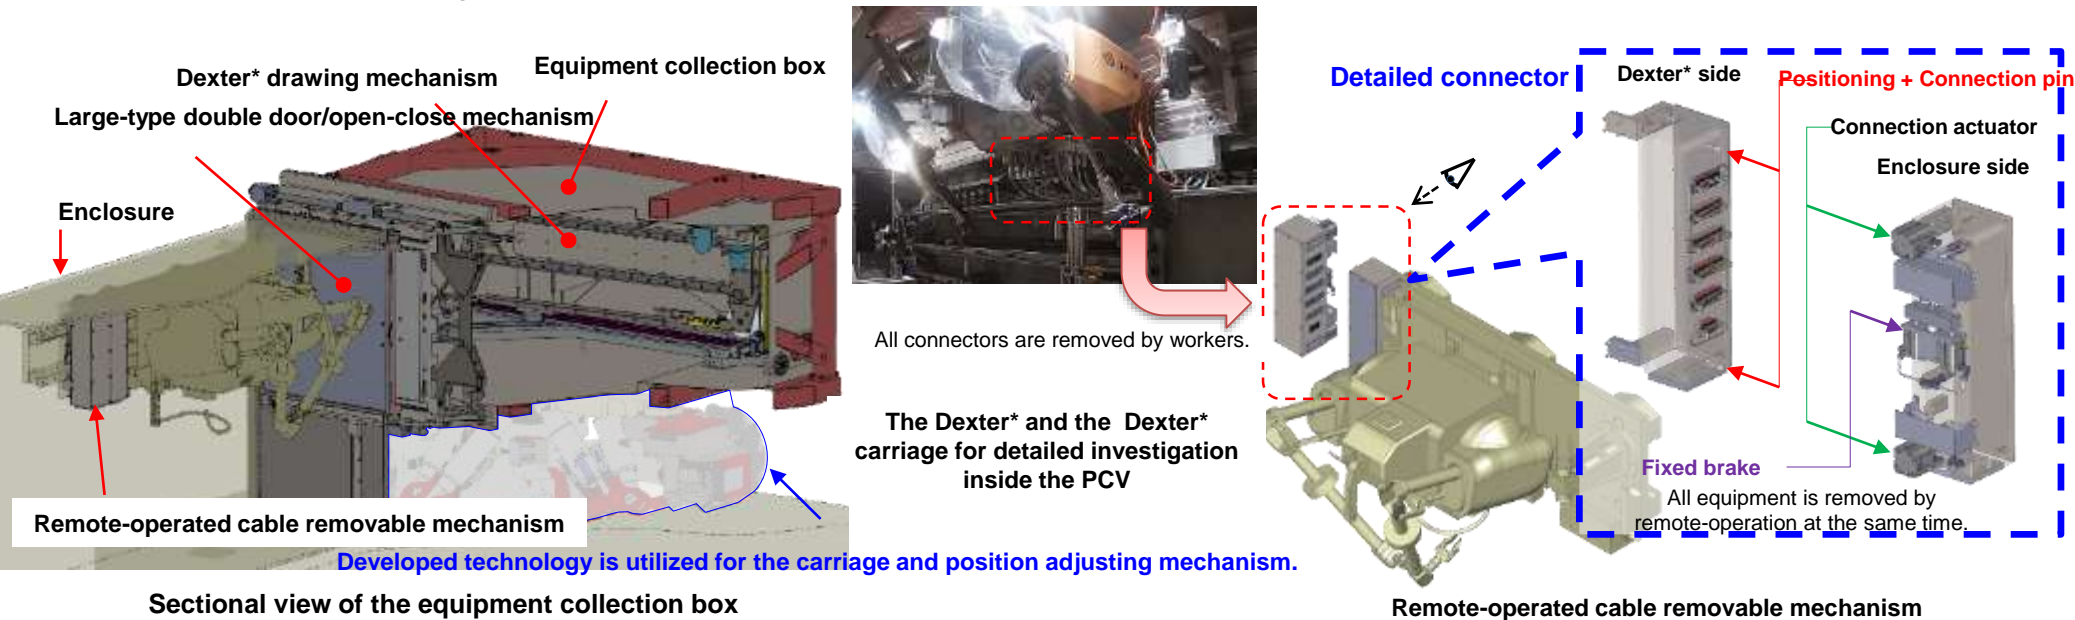 Dexter* drawing mechanism
Equipment collection box
Large-type double door/open-close mechanism
Enclosure
Remote-operated cable removable mechanism
Developed technology is utilized for the carriage and position adjusting mechanism.
Sectional view of the equipment collection box
All connectors are removed by workers.
The Dexter* and the Dexter*
carriage for detailed investigation
inside the PCV
Detailed connector
Dexter* side
Positioning + Connection pin
Connection actuator
Enclosure side
Fixed brake
All equipment is removed by
remote-operation at the same time.
Remote-operated cable removable mechanism